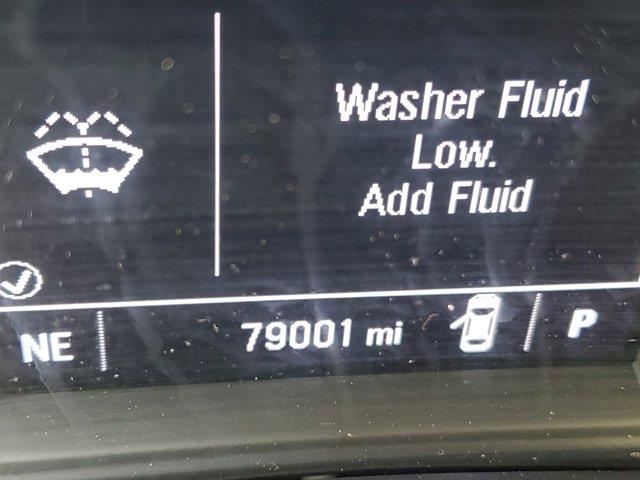 Washer Fluid
Low.
Add Fluid
NE
79001 mi
P